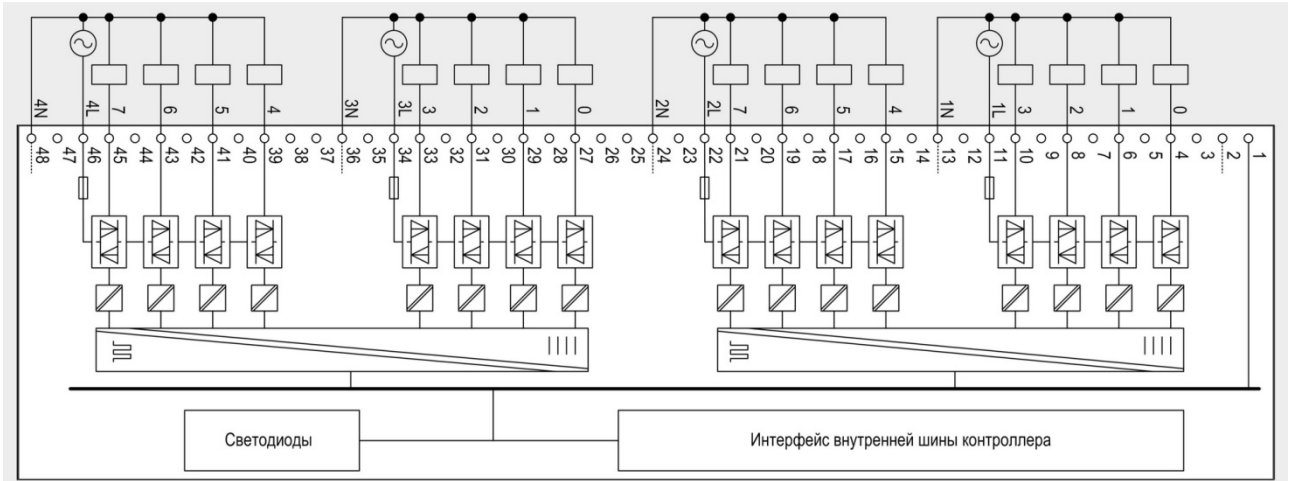 4N 4L 7 6 5 4 3N 3L 3 2 1 0 2N 2L 7 6 5 4 1N 1L 3 2 1 0
48 47 46 45 44 43 42 41 40 39 38 37 36 35 34 33 32 31 30 29 28 27 26 25 24 23 22 21 20 19 18 17 16 15 14 13 12 11 10 9 8 7 6 5 4 3 2 1
Светодиоды
Интерфейс внутренней шины контроллера